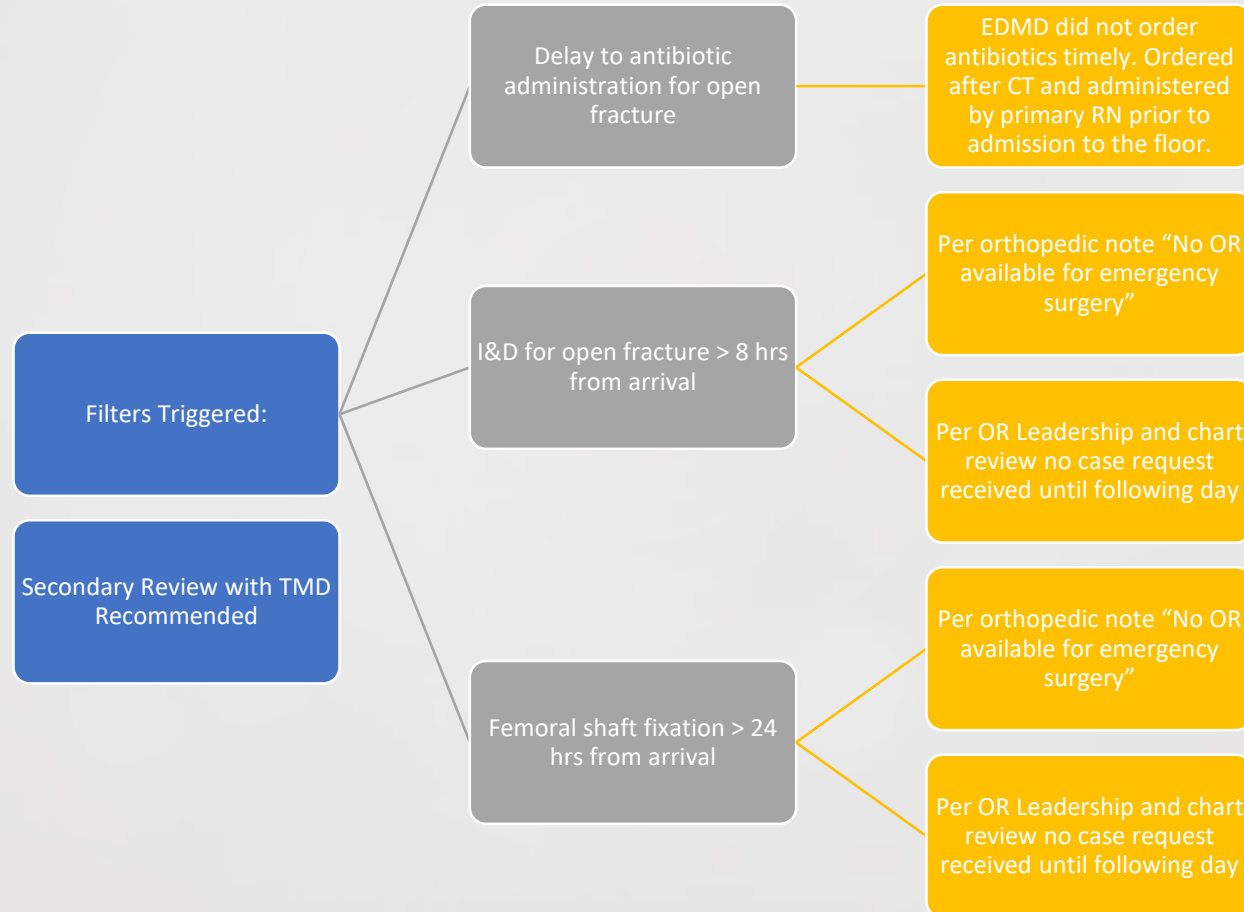 Filters Triggered:
Secondary Review with TMD
Recommended
Delay to antibiotic
administration for open
fracture
EDMD did not order
antibiotics timely. Ordered
after CT and administered
by primary RN prior to
admission to the floor.
I&D for open fracture > 8 hrs
from arrival
Per orthopedic note “No OR
available for emergency
surgery”
Per OR Leadership and chart
review no case request
received until following day
Femoral shaft fixation > 24
hrs from arrival
Per orthopedic note “No OR
available for emergency
surgery”
Per OR Leadership and chart
review no case request
received until following day